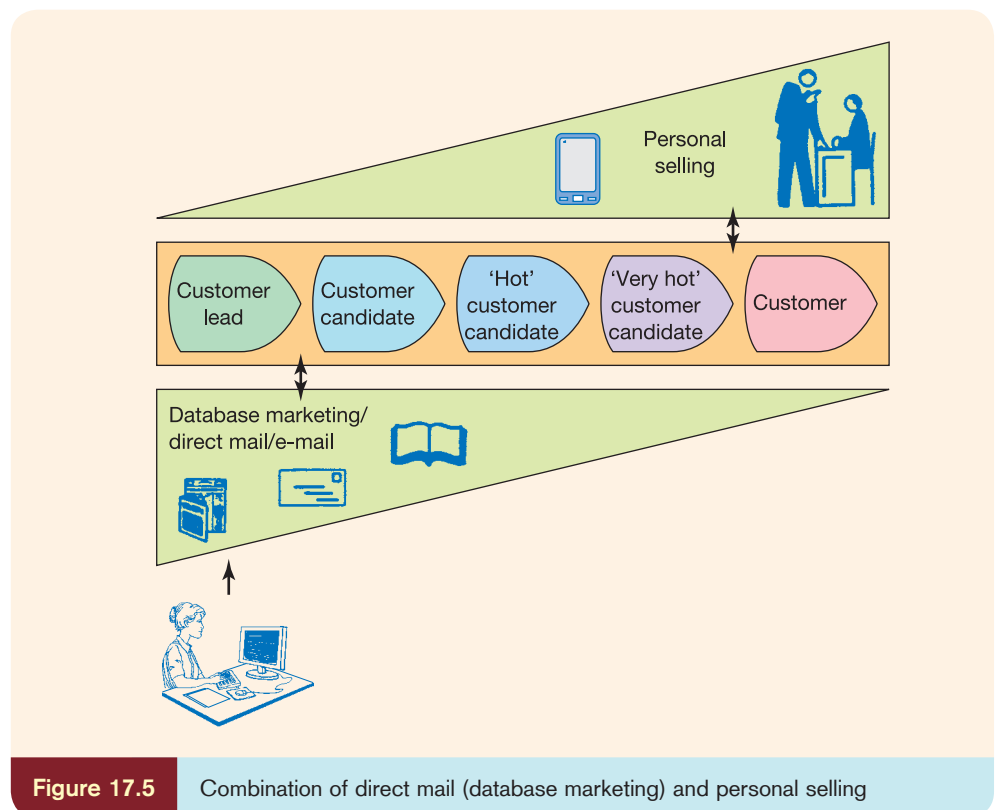 Personal
selling
Customer
lead
Customer
candidate
‘Hot’
customer
candidate
‘Very hot’
customer
candidate
Customer
Database marketing/
direct mail/e-mail
Figure 17.5 Combination of direct mail (database marketing) and personal selling